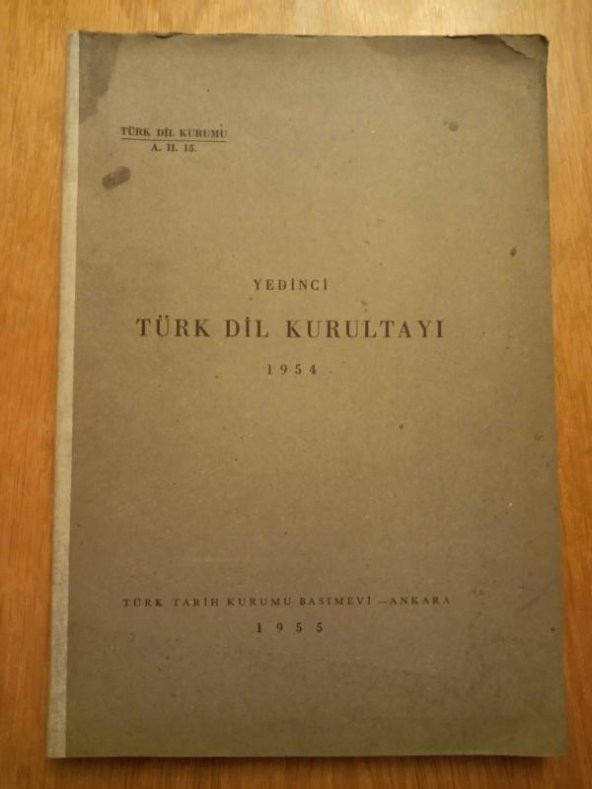 TÜRK DİL KURUMU
A. II. 15.
YEDİNCİ
TÜRK DİL KURULTAYI
1954
TÜRK TARİH KURUMU BASIMEVİ — ANKARA
1955